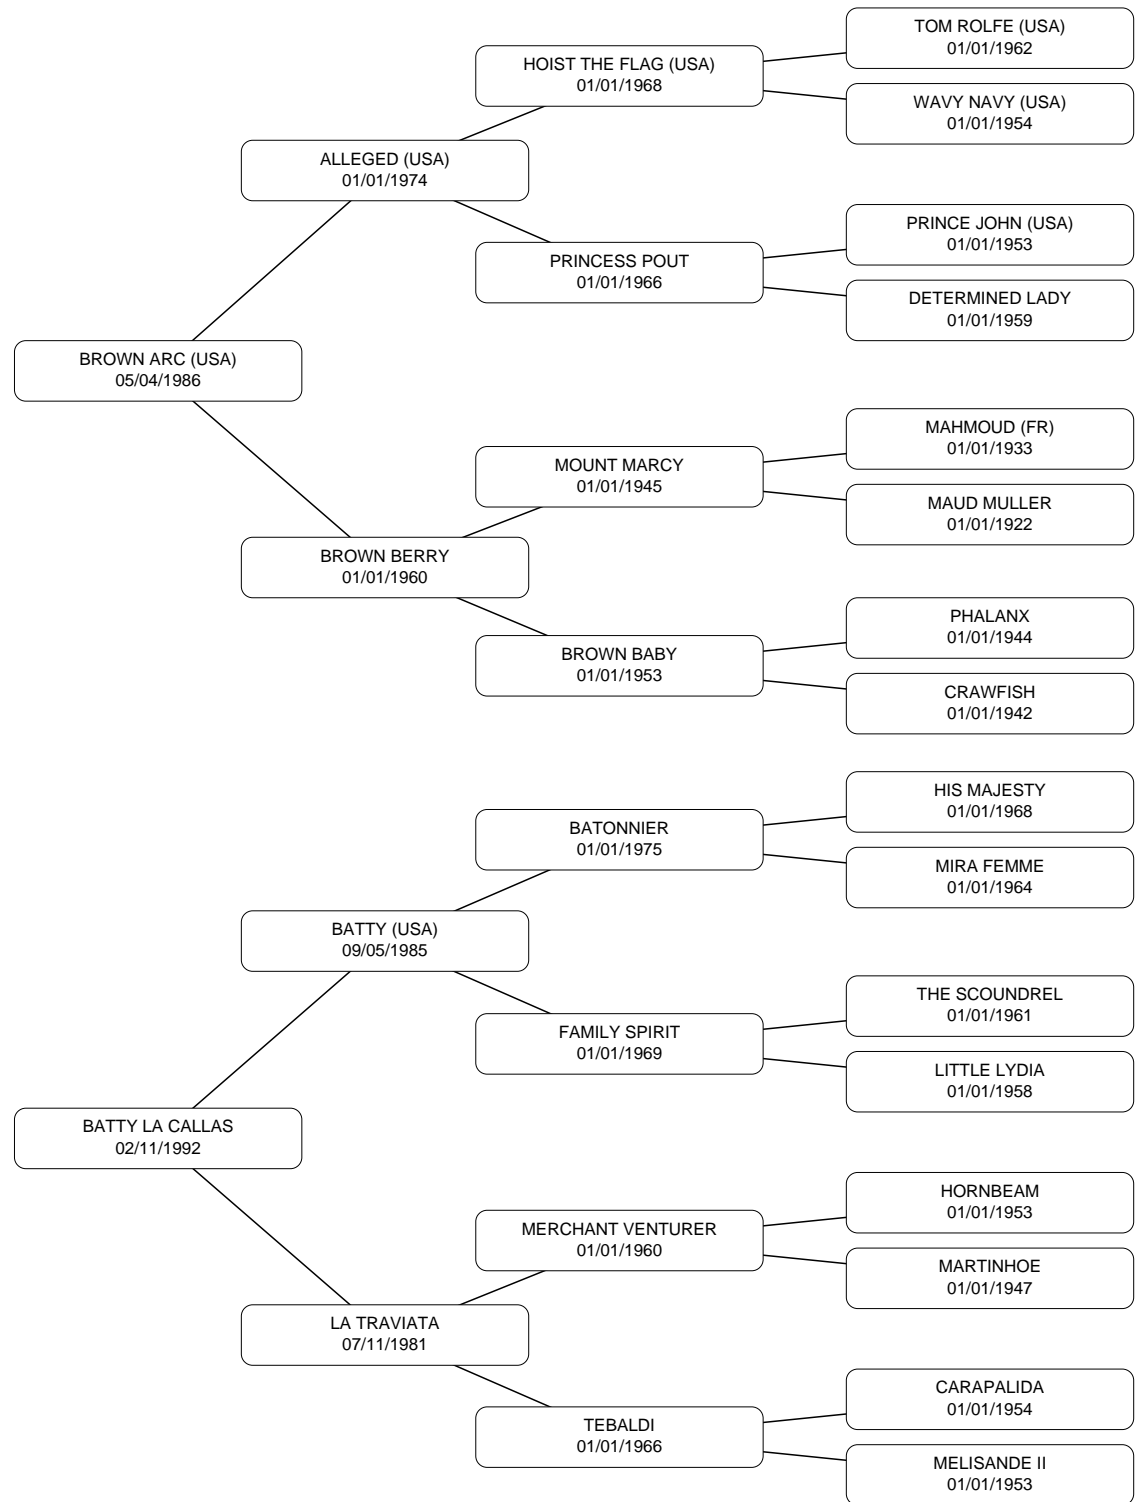 TOM ROLFE (USA)
01/01/1962
HOIST THE FLAG (USA)
01/01/1968
WAVY NAVY (USA)
01/01/1954
ALLEGED (USA)
01/01/1974
PRINCE JOHN (USA)
01/01/1953
PRINCESS POUT
01/01/1966
DETERMINED LADY
01/01/1959
BROWN ARC (USA)
05/04/1986
MAHMOUD (FR)
01/01/1933
MOUNT MARCY
01/01/1945
MAUD MULLER
01/01/1922
BROWN BERRY
01/01/1960
PHALANX
01/01/1944
BROWN BABY
01/01/1953
CRAWFISH
01/01/1942
HIS MAJESTY
01/01/1968
BATONNIER
01/01/1975
MIRA FEMME
01/01/1964
BATTY (USA)
09/05/1985
THE SCOUNDREL
01/01/1961
FAMILY SPIRIT
01/01/1969
LITTLE LYDIA
01/01/1958
BATTY LA CALLAS
02/11/1992
HORNBEAM
01/01/1953
MERCHANT VENTURER
01/01/1960
MARTINHOE
01/01/1947
LA TRAVIATA
07/11/1981
CARAPALIDA
01/01/1954
TEBALDI
01/01/1966
MELISANDE II
01/01/1953